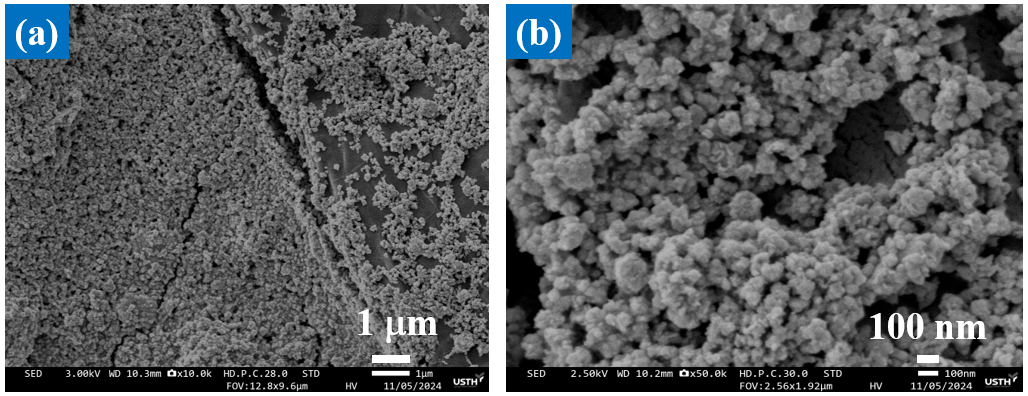 (a)
1 μm
SED 3.00kV WD 10.3mm x10.0k HD.P.C.28.0 STD 1μm
FOV:12.8x9.6μm HV 11/05/2024 USTH
(b)
100 nm
SED 2.50kV WD 10.2mm x50.0k HD.P.C.30.0 STD 100nm
FOV:2.56x1.92μm HV 11/05/2024 USTH